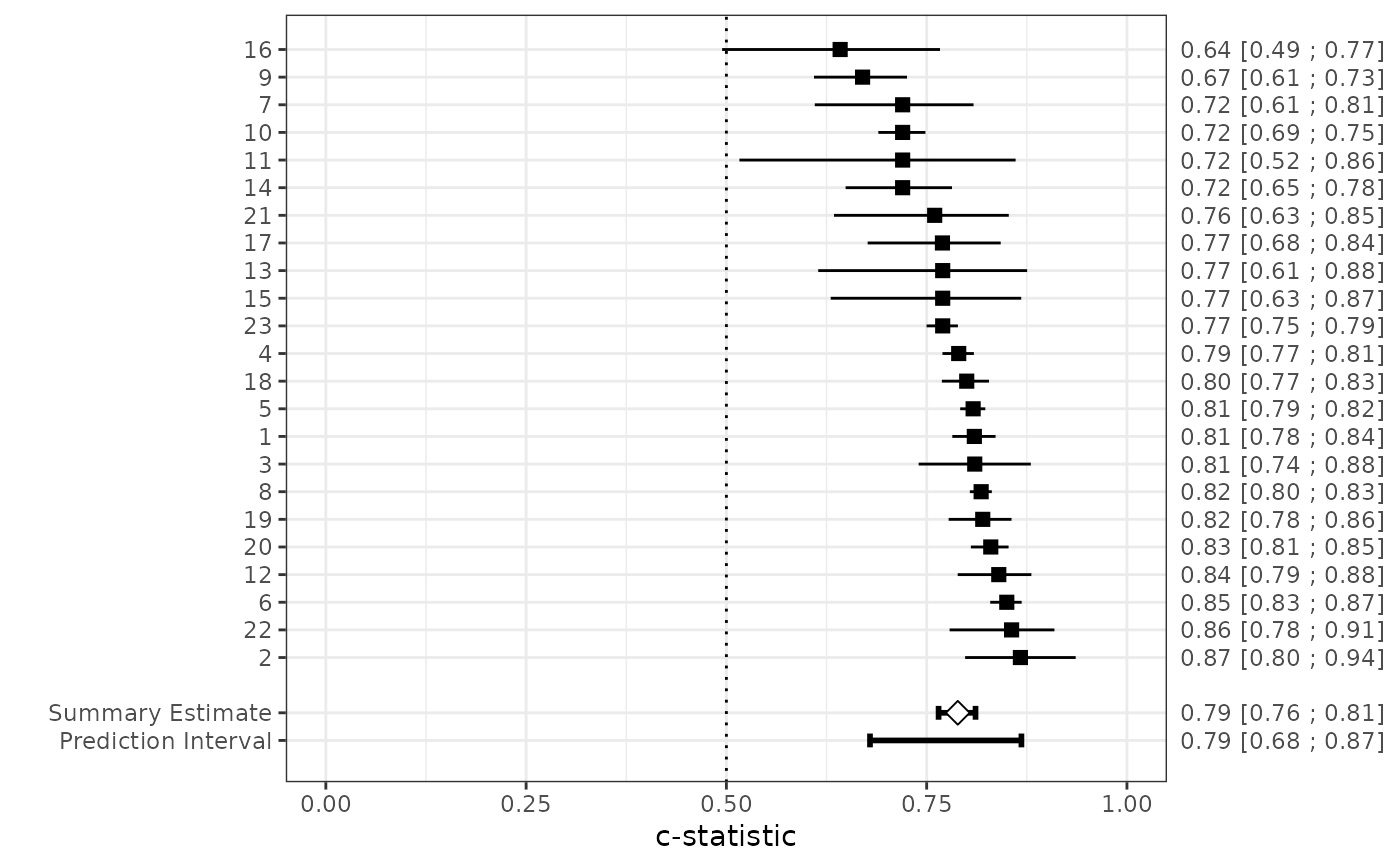 16 0.64 [0.49 ; 0.77]
9 0.67 [0.61 ; 0.73]
7 0.72 [0.61 ; 0.81]
10 0.72 [0.69 ; 0.75]
11 0.72 [0.52 ; 0.86]
14 0.72 [0.65 ; 0.78]
21 0.76 [0.63 ; 0.85]
17 0.77 [0.68 ; 0.84]
13 0.77 [0.61 ; 0.88]
15 0.77 [0.63 ; 0.87]
23 0.77 [0.75 ; 0.79]
4 0.79 [0.77 ; 0.81]
18 0.80 [0.77 ; 0.83]
5 0.81 [0.79 ; 0.82]
1 0.81 [0.78 ; 0.84]
3 0.81 [0.74 ; 0.88]
8 0.82 [0.80 ; 0.83]
19 0.82 [0.78 ; 0.86]
20 0.83 [0.81 ; 0.85]
12 0.84 [0.79 ; 0.88]
6 0.85 [0.83 ; 0.87]
22 0.86 [0.78 ; 0.91]
2 0.87 [0.80 ; 0.94]
Summary Estimate 0.79 [0.76 ; 0.81]
Prediction Interval 0.79 [0.68 ; 0.87]
0.00 0.25 0.50 0.75 1.00
c-statistic